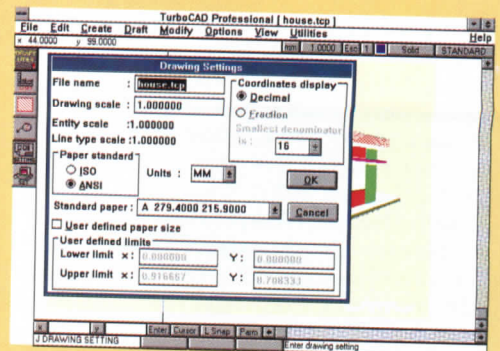 TurboCAD Professional [ house.tcp ]
File Edit Create Draft Modify Options View Utilities Help
x 44.0000 y 99.0000 mm 1.0000 Esc 1 Solid STANDARD
Drawing Settings
File name : house.tcp
Drawing scale : 1.000000
Entity scale :1.000000
Line type scale :1.000000
Coordinates display
Decimal
Fraction
Smallest denominator
is : 16
Paper standard
ISO
ANSI
Units : MM
OK
Standard paper : A 279.4000 215.9000
Cancel
User defined paper size
User defined limits
Lower limit x: 0.000000 Y: 0.000000
Upper limit x: 0.916667 Y: 0.708333
x y Enter Cursor L Snap Pam
J DRAWING SETTING Enter drawing setting